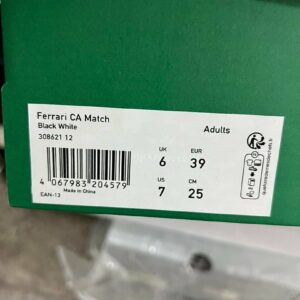 Ferrari CA Match
Black White
308621 12
Adults
UK EUR
6 39
US CM
7 25
4 067983 204579
Made in China
EAN-13